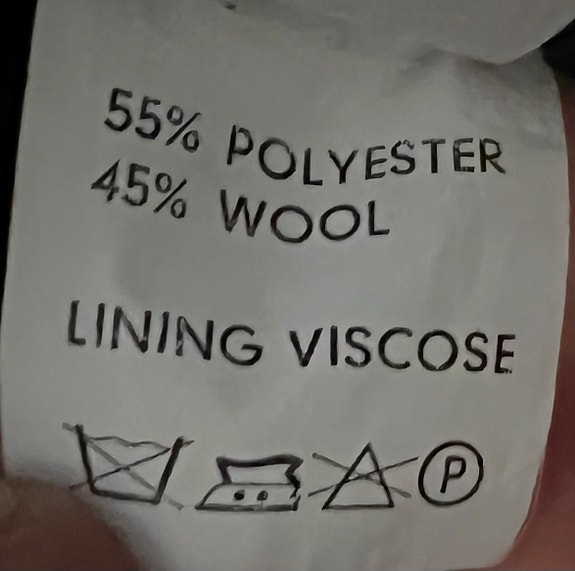 55% POLYESTER
45% WOOL
LINING VISCOSE
P